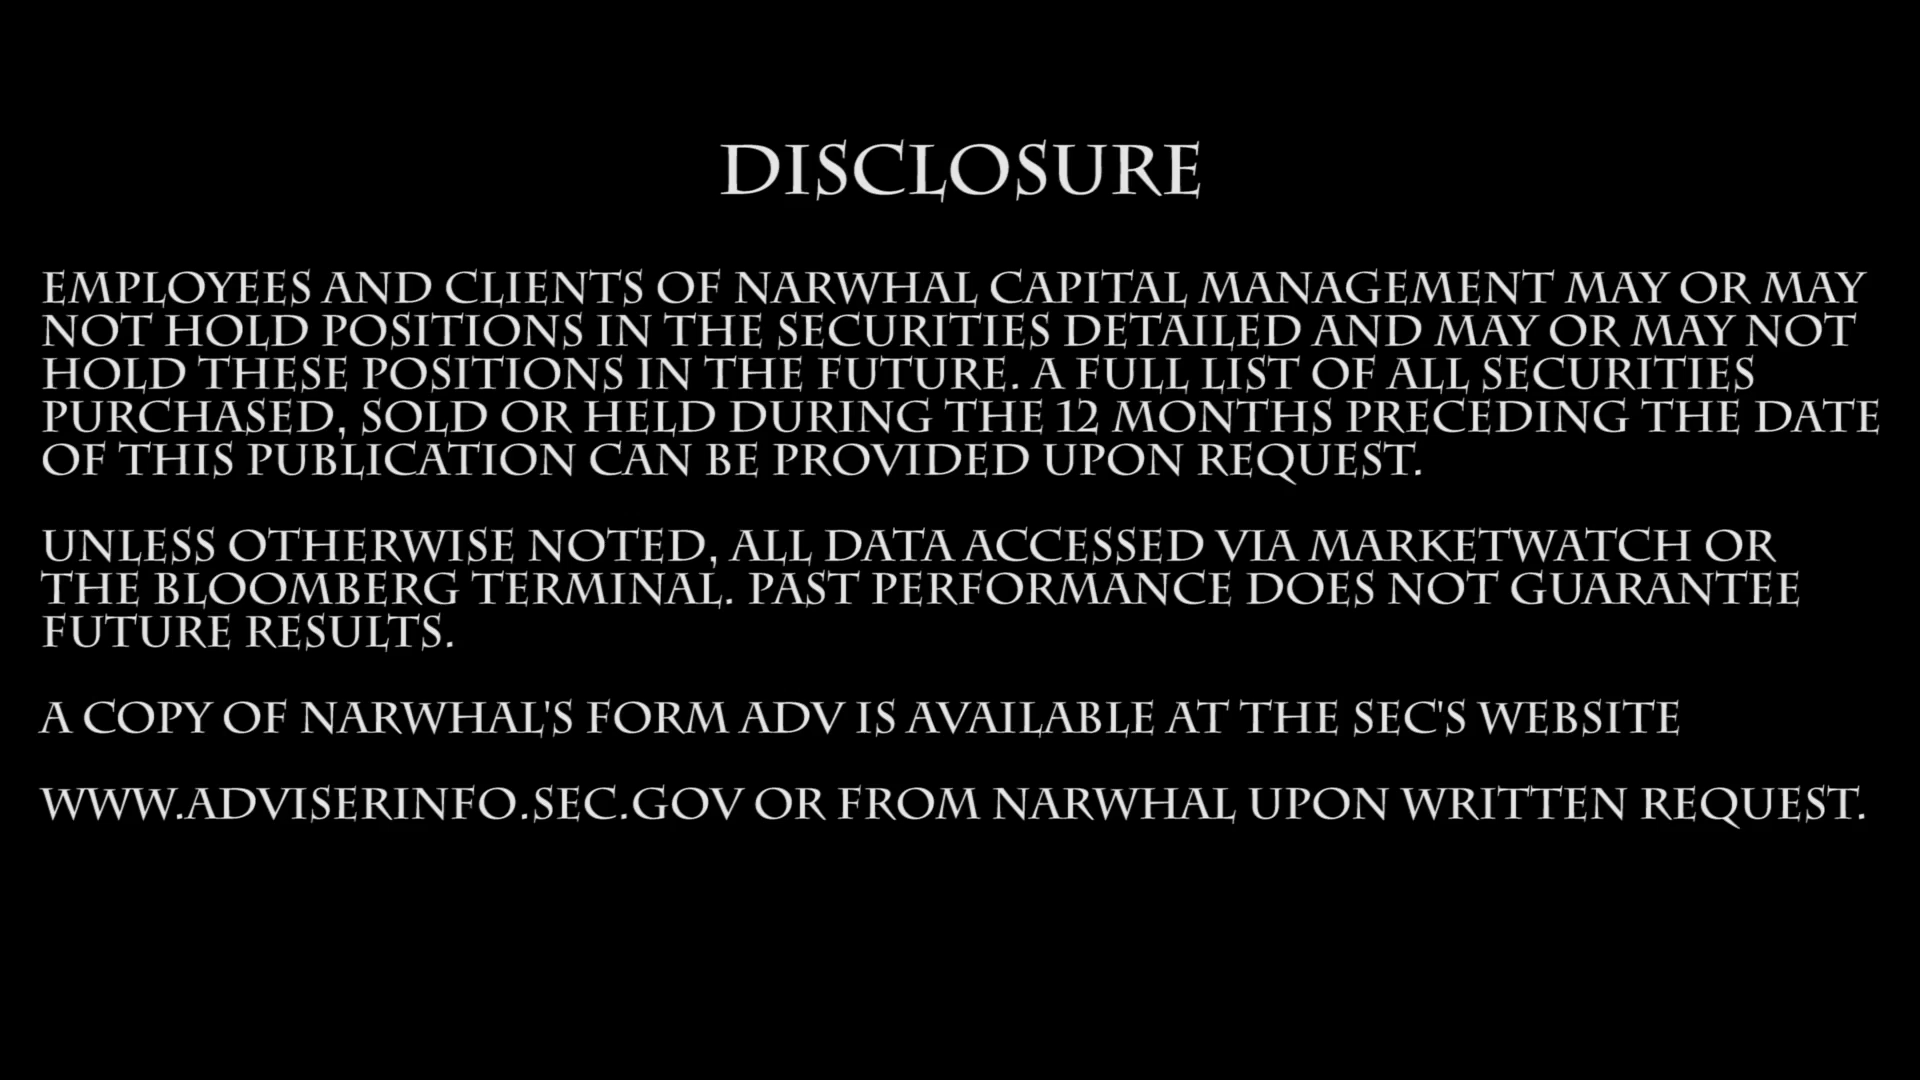 DISCLOSURE
EMPLOYEES AND CLIENTS OF NARWHAL CAPITAL MANAGEMENT MAY OR MAY
NOT HOLD POSITIONS IN THE SECURITIES DETAILED AND MAY OR MAY NOT
HOLD THESE POSITIONS IN THE FUTURE. A FULL LIST OF ALL SECURITIES
PURCHASED, SOLD OR HELD DURING THE 12 MONTHS PRECEDING THE DATE
OF THIS PUBLICATION CAN BE PROVIDED UPON REQUEST.
UNLESS OTHERWISE NOTED, ALL DATA ACCESSED VIA MARKETWATCH OR
THE BLOOMBERG TERMINAL. PAST PERFORMANCE DOES NOT GUARANTEE
FUTURE RESULTS.
A COPY OF NARWHAL'S FORM ADV IS AVAILABLE AT THE SEC'S WEBSITE
WWW.ADVISERINFO.SEC.GOV OR FROM NARWHAL UPON WRITTEN REQUEST.